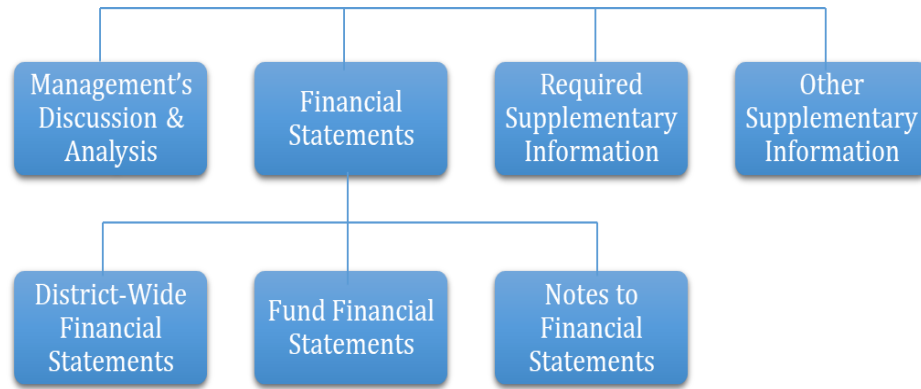 Management’s
Discussion &
Analysis
Financial
Statements
Required
Supplementary
Information
Other
Supplementary
Information
District-Wide
Financial
Statements
Fund Financial
Statements
Notes to
Financial
Statements